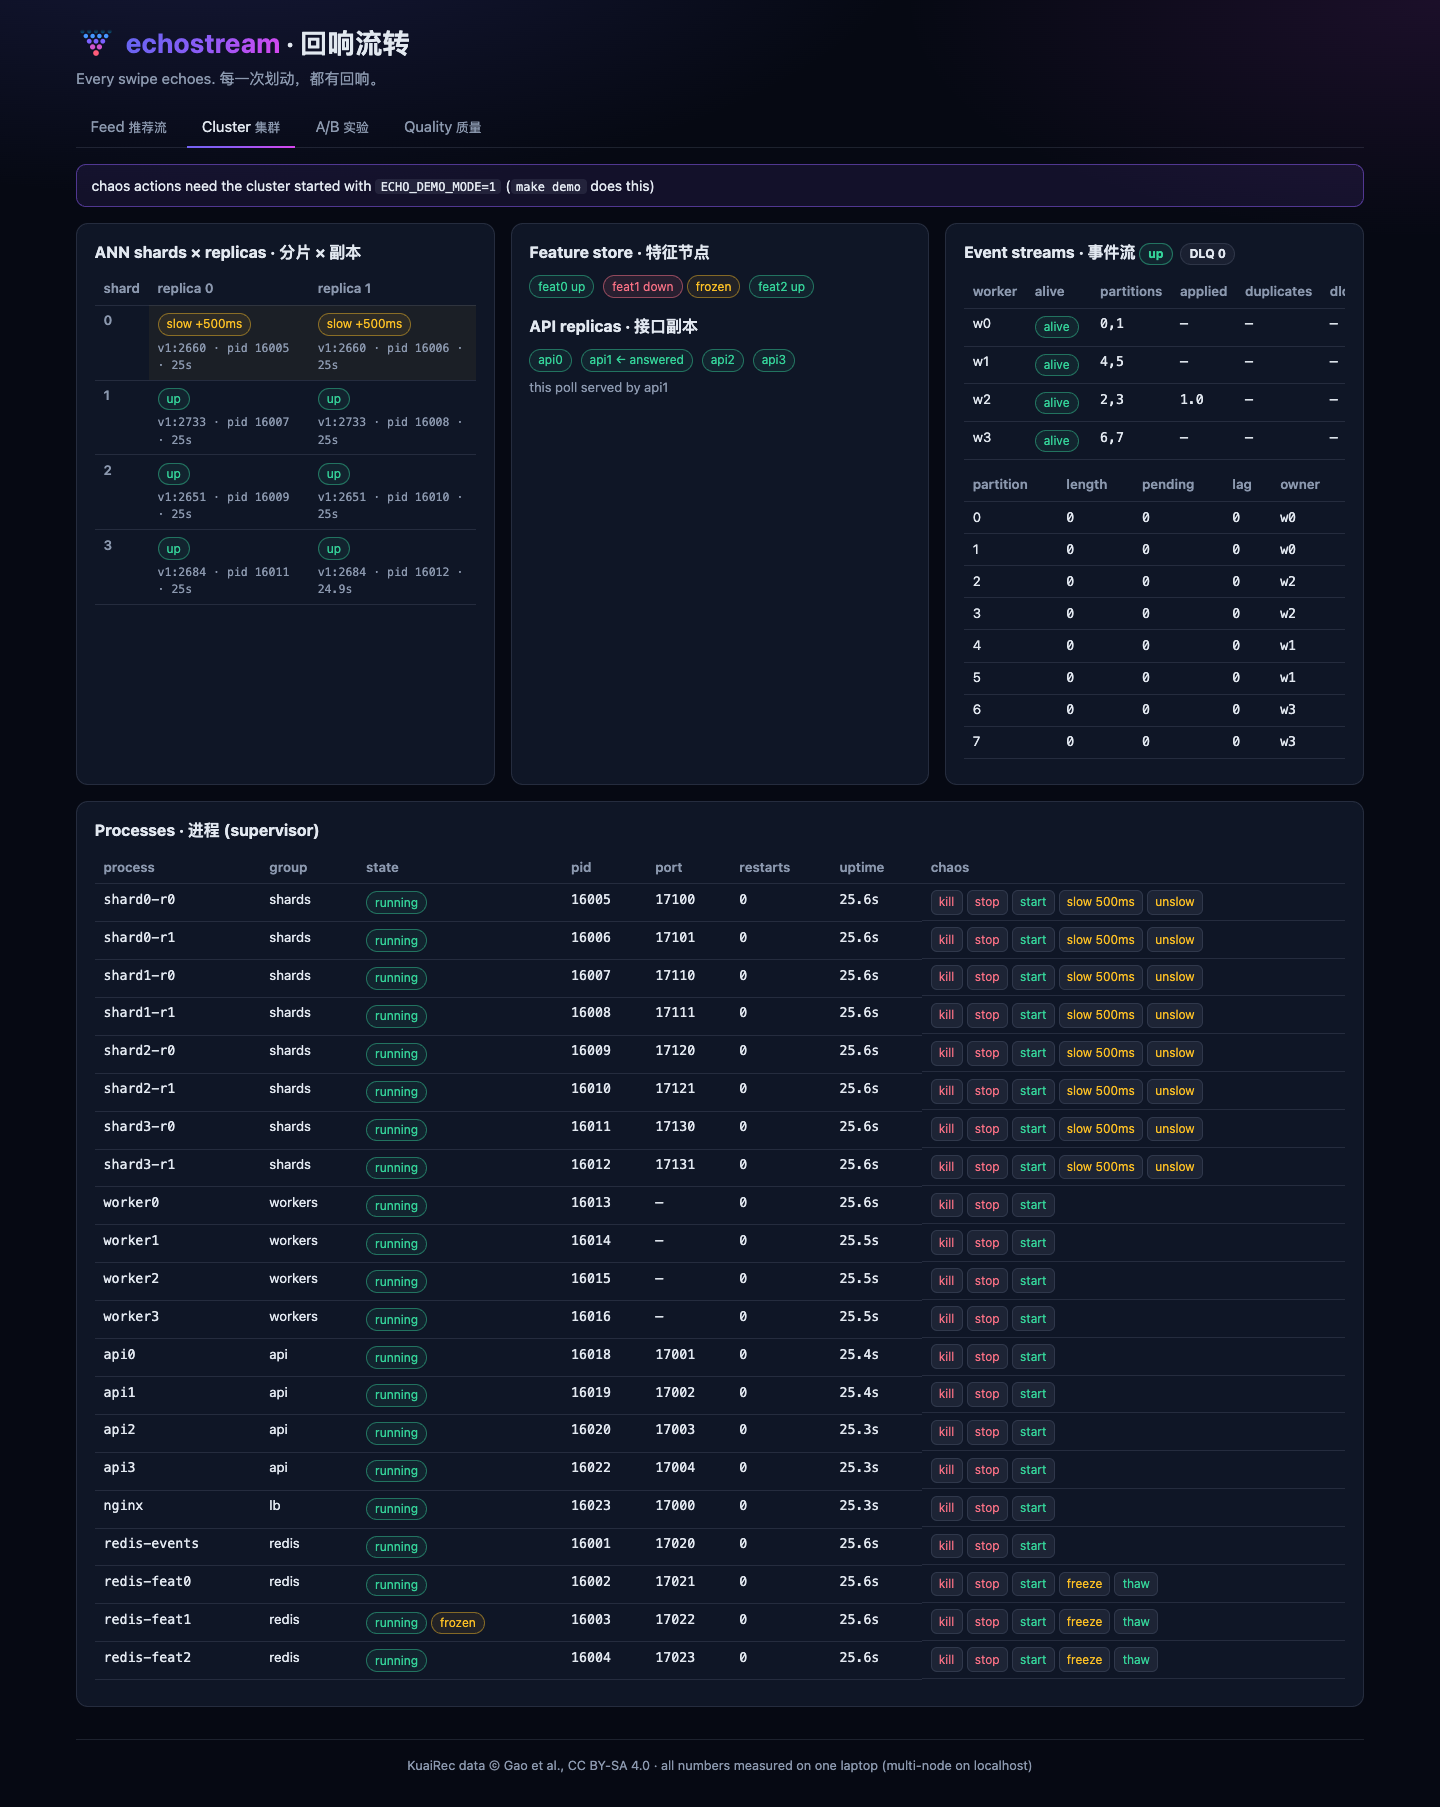 echostream · 回响流转
Every swipe echoes. 每一次划动，都有回响。
Feed 推荐流 Cluster 集群 A/B 实验 Quality 质量
chaos actions need the cluster started with ECHO_DEMO_MODE=1 ( make demo does this)
ANN shards × replicas · 分片 × 副本
shard replica 0 replica 1
0 slow +500ms slow +500ms
v1:2660 · pid 16005 v1:2660 · pid 16006 ·
· 25s 25s
1 up up
v1:2733 · pid 16007 v1:2733 · pid 16008 ·
· 25s 25s
2 up up
v1:2651 · pid 16009 v1:2651 · pid 16010 ·
· 25s 25s
3 up up
v1:2684 · pid 16011 v1:2684 · pid 16012 ·
· 25s 24.9s
Feature store · 特征节点
feat0 up feat1 down frozen feat2 up
API replicas · 接口副本
api0 api1 ← answered api2 api3
this poll served by api1
Event streams · 事件流 up DLQ 0
worker alive partitions applied duplicates
w0 alive 0,1 — — —
w1 alive 4,5 — — —
w2 alive 2,3 1.0 — —
w3 alive 6,7 — — —
partition length pending lag owner
0 0 0 0 w0
1 0 0 0 w0
2 0 0 0 w2
3 0 0 0 w2
4 0 0 0 w1
5 0 0 0 w1
6 0 0 0 w3
7 0 0 0 w3
Processes · 进程 (supervisor)
process group state pid port restarts uptime chaos
shard0-r0 shards running 16005 17100 0 25.6s kill stop start slow 500ms unslow
shard0-r1 shards running 16006 17101 0 25.6s kill stop start slow 500ms unslow
shard1-r0 shards running 16007 17110 0 25.6s kill stop start slow 500ms unslow
shard1-r1 shards running 16008 17111 0 25.6s kill stop start slow 500ms unslow
shard2-r0 shards running 16009 17120 0 25.6s kill stop start slow 500ms unslow
shard2-r1 shards running 16010 17121 0 25.6s kill stop start slow 500ms unslow
shard3-r0 shards running 16011 17130 0 25.6s kill stop start slow 500ms unslow
shard3-r1 shards running 16012 17131 0 25.6s kill stop start slow 500ms unslow
worker0 workers running 16013 — 0 25.6s kill stop start
worker1 workers running 16014 — 0 25.5s kill stop start
worker2 workers running 16015 — 0 25.5s kill stop start
worker3 workers running 16016 — 0 25.5s kill stop start
api0 api running 16018 17001 0 25.4s kill stop start
api1 api running 16019 17002 0 25.4s kill stop start
api2 api running 16020 17003 0 25.3s kill stop start
api3 api running 16022 17004 0 25.3s kill stop start
nginx lb running 16023 17000 0 25.3s kill stop start
redis-events redis running 16001 17020 0 25.6s kill stop start
redis-feat0 redis running 16002 17021 0 25.6s kill stop start freeze thaw
redis-feat1 redis running frozen 16003 17022 0 25.6s kill stop start freeze thaw
redis-feat2 redis running 16004 17023 0 25.6s kill stop start freeze thaw
KuaiRec data © Gao et al., CC BY-SA 4.0 · all numbers measured on one laptop (multi-node on localhost)